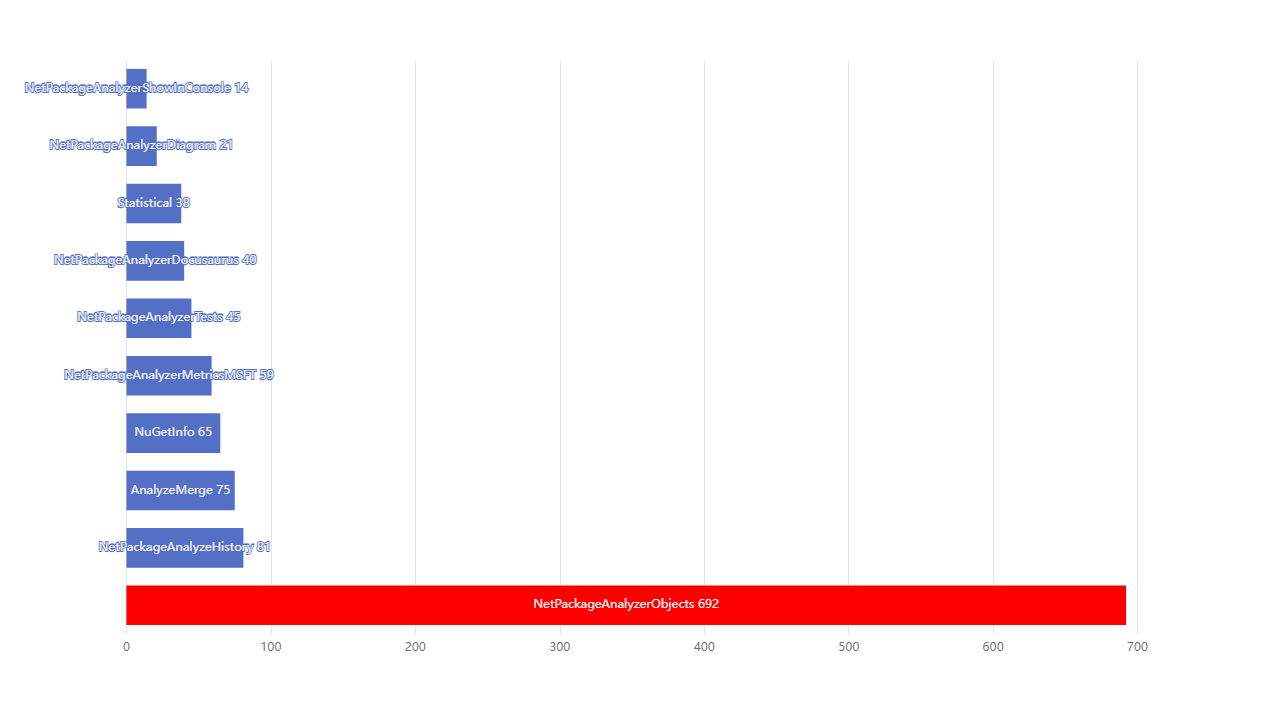 NetPackageAnalyzerShowInConsole 14
NetPackageAnalyzerDiagram 21
Statistical 38
NetPackageAnalyzerDocusaurus 40
NetPackageAnalyzerTests 45
NetPackageAnalyzerMetricsMSFT 59
NuGetInfo 65
AnalyzeMerge 75
NetPackageAnalyzeHistory 81
NetPackageAnalyzerObjects 692
0 100 200 300 400 500 600 700